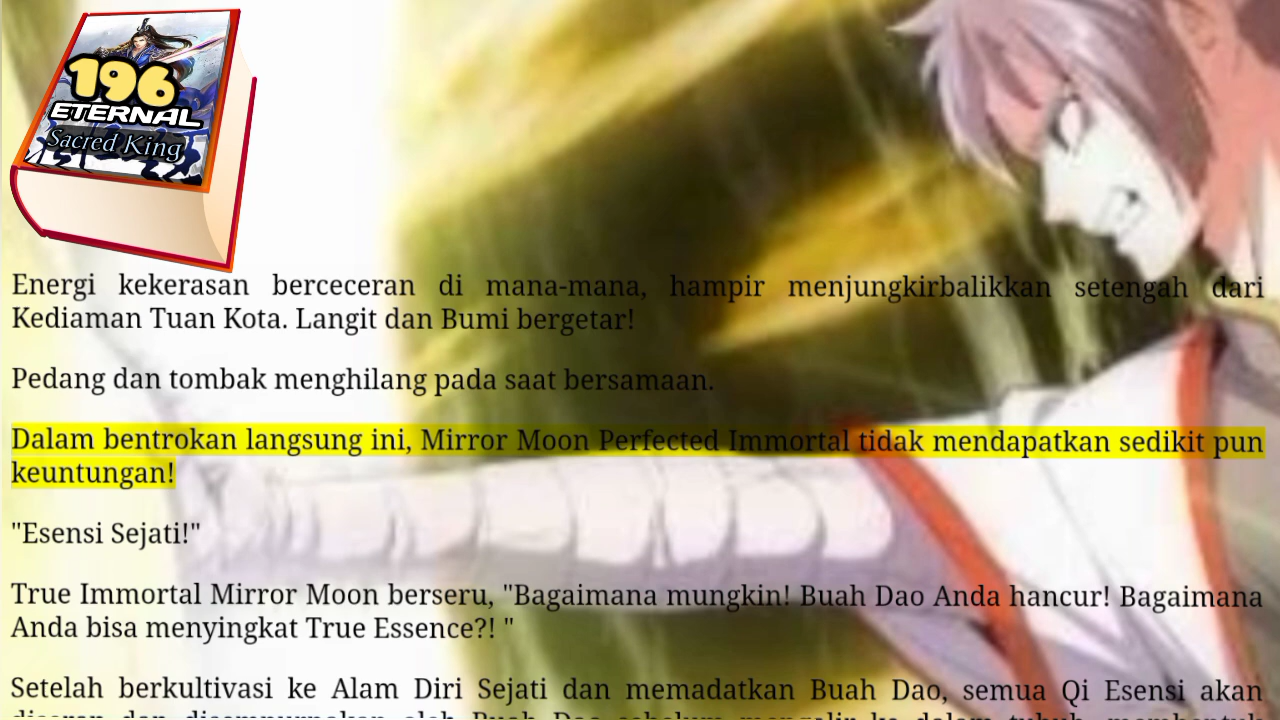 196
ETERNAL
Sacred King
Energi kekerasan berceceran di mana-mana, hampir menjungkirbalikkan setengah dari
Kediaman Tuan Kota. Langit dan Bumi bergetar!
Pedang dan tombak menghilang pada saat bersamaan.
Dalam bentrokan langsung ini, Mirror Moon Perfected Immortal tidak mendapatkan sedikit pun
keuntungan!
"Esensi Sejati!"
True Immortal Mirror Moon berseru, "Bagaimana mungkin! Buah Dao Anda hancur! Bagaimana
Anda bisa menyingkat True Essence?! "
Setelah berkultivasi ke Alam Diri Sejati dan memadatkan Buah Dao, semua Qi Esensi akan